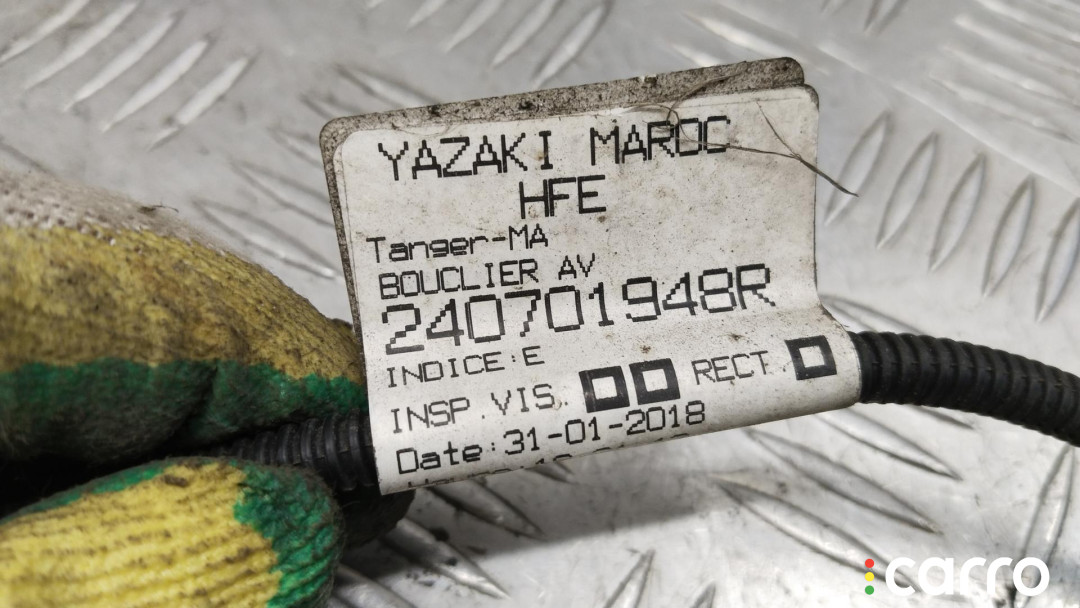 YAZAKI MAROC
HFE
Tanger-MA
BOUCLIER AV
240701948R
INDICE:E
INSP.VIS. RECT.
Date:31-01-2018
carro